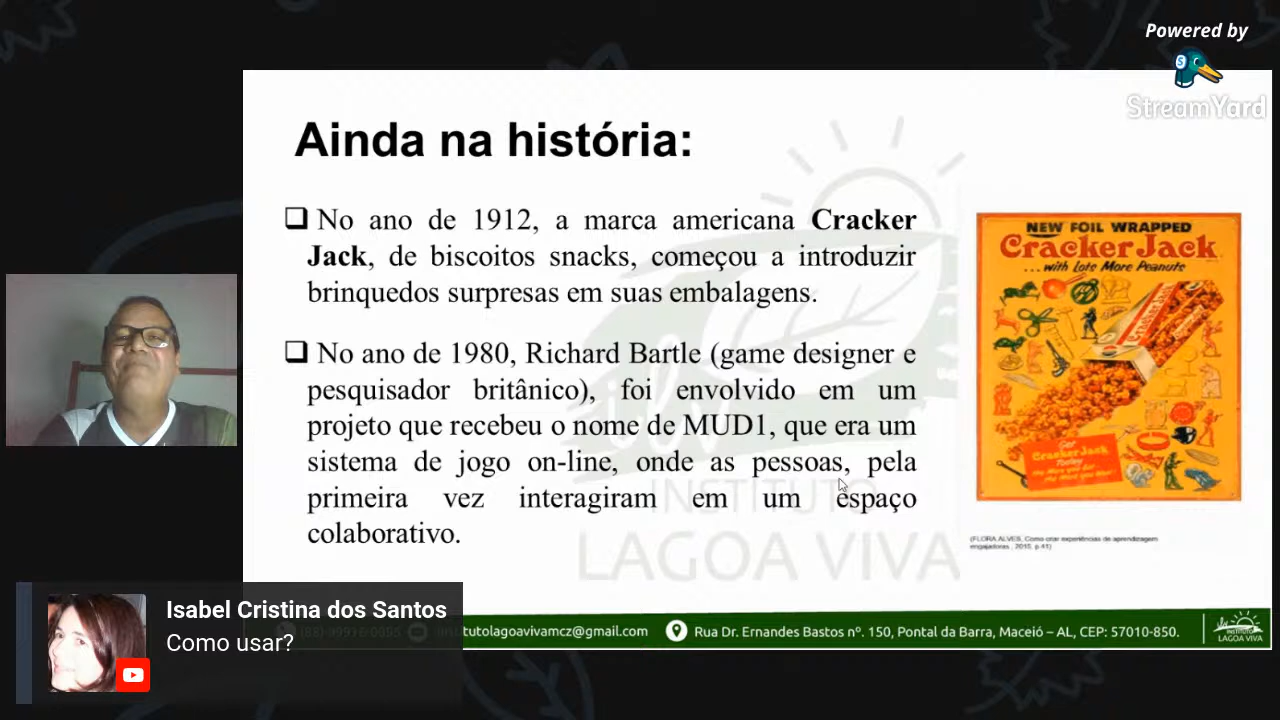 Powered by
StreamYard
Ainda na história:
No ano de 1912, a marca americana Cracker
Jack, de biscoitos snacks, começou a introduzir
brinquedos surpresas em suas embalagens.
No ano de 1980, Richard Bartle (game designer e
pesquisador britânico), foi envolvido em um
projeto que recebeu o nome de MUD1, que era um
sistema de jogo on-line, onde as pessoas, pela
primeira vez interagiram em um espaço
colaborativo.
NEW FOIL WRAPPED
Cracker Jack
...with Lots More Peanuts
Get
Cracker Jack
Today
(FLORA ALVES, Como criar experiências de aprendizagem
engajadoras, 2015, p 41)
INSTITUTO
LAGOA VIVA
Isabel Cristina dos Santos
Como usar?
institutolagoavivamcz@gmail.com
Rua Dr. Ernandes Bastos nº. 150, Pontal da Barra, Maceió – AL, CEP: 57010-850.
INSTITUTO
LAGOA VIVA